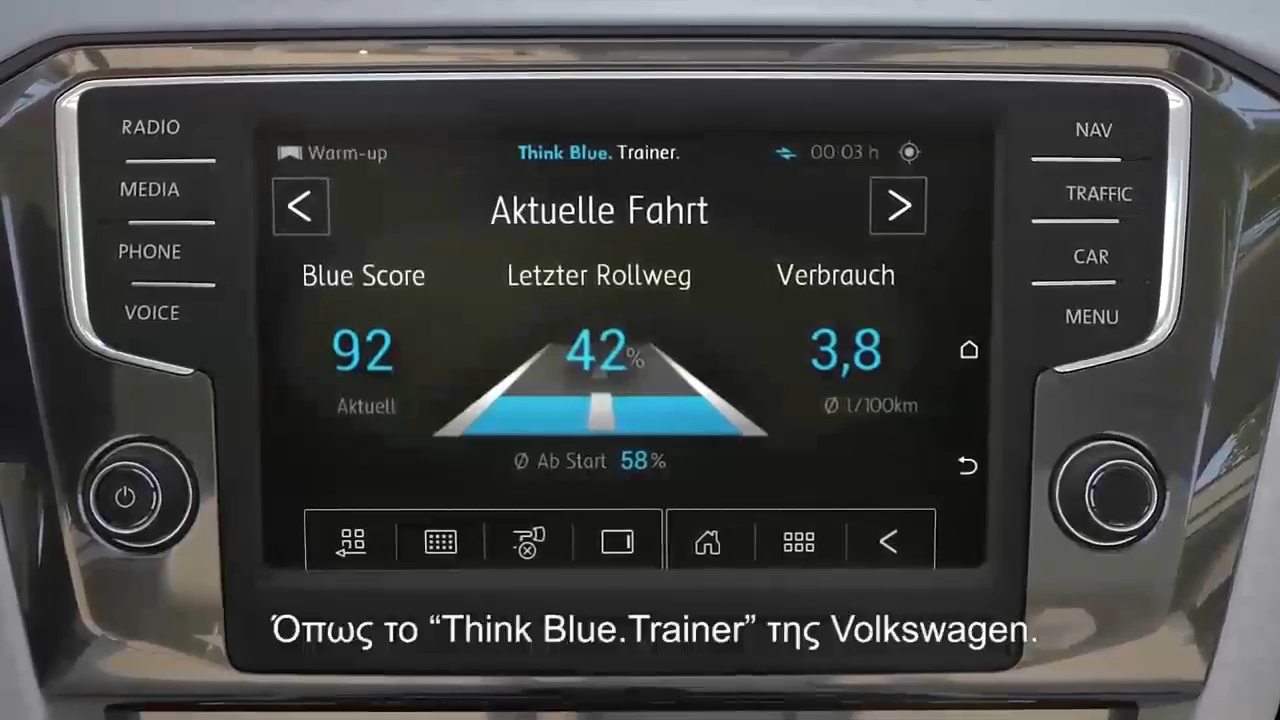 RADIO
MEDIA
PHONE
VOICE
NAV
TRAFFIC
CAR
MENU
Warm-up
Think Blue. Trainer.
00:03 h
Aktuelle Fahrt
Blue Score
Letzter Rollweg
Verbrauch
92
42%
3,8
Aktuell
Ø l/100km
Ø Ab Start 58%
Όπως το “Think Blue.Trainer” της Volkswagen.